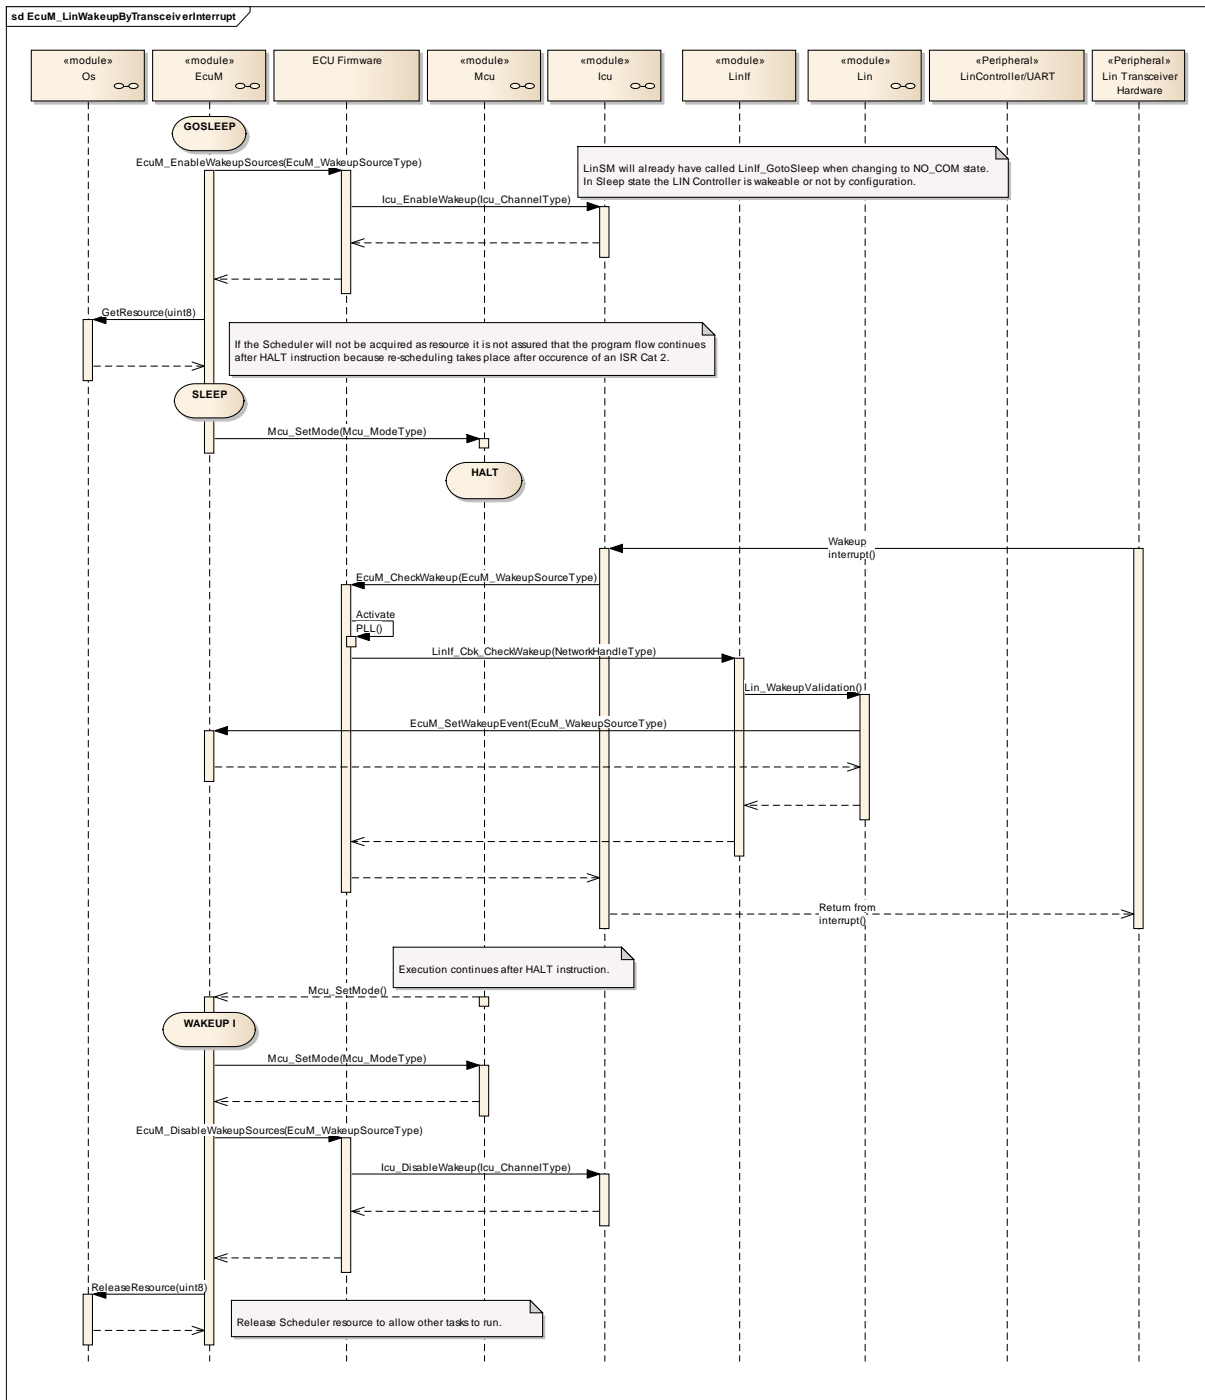 sd EcuM_LinWakeupByTransceiverInterrupt
«module»
Os
«module»
EcuM
ECU Firmware
«module»
Mcu
«module»
Icu
«module»
LinIf
«module»
Lin
«Peripheral»
LinController/UART
«Peripheral»
Lin Transceiver
Hardware
GOSLEEP
EcuM_EnableWakeupSources(EcuM_WakeupSourceType)
LinSM will already have called LinIf_GotoSleep when changing to NO_COM state.
In Sleep state the LIN Controller is wakeable or not by configuration.
Icu_EnableWakeup(Icu_ChannelType)
GetResource(uint8)
If the Scheduler will not be acquired as resource it is not assured that the program flow continues
after HALT instruction because re-scheduling takes place after occurence of an ISR Cat 2.
SLEEP
Mcu_SetMode(Mcu_ModeType)
HALT
Wakeup
interrupt()
EcuM_CheckWakeup(EcuM_WakeupSourceType)
Activate
PLL()
LinIf_Cbk_CheckWakeup(NetworkHandleType)
Lin_WakeupValidation()
EcuM_SetWakeupEvent(EcuM_WakeupSourceType)
Return from
interrupt()
Execution continues after HALT instruction.
Mcu_SetMode()
WAKEUP I
Mcu_SetMode(Mcu_ModeType)
EcuM_DisableWakeupSources(EcuM_WakeupSourceType)
Icu_DisableWakeup(Icu_ChannelType)
ReleaseResource(uint8)
Release Scheduler resource to allow other tasks to run.